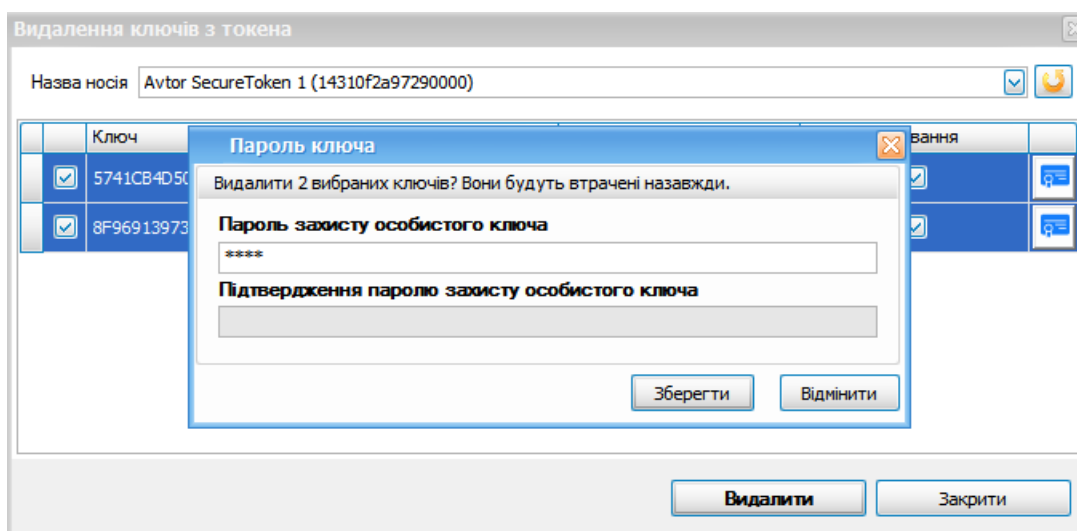 Видалення ключів з токена
Назва носія Avtor SecureToken 1 (14310f2a97290000)
Ключ
Пароль ключа
вання
5741CB4D50
Видалити 2 вибраних ключів? Вони будуть втрачені назавжди.
8F96913973
Пароль захисту особистого ключа
****
Підтвердження паролю захисту особистого ключа
Зберегти Відмінити
Видалити Закрити